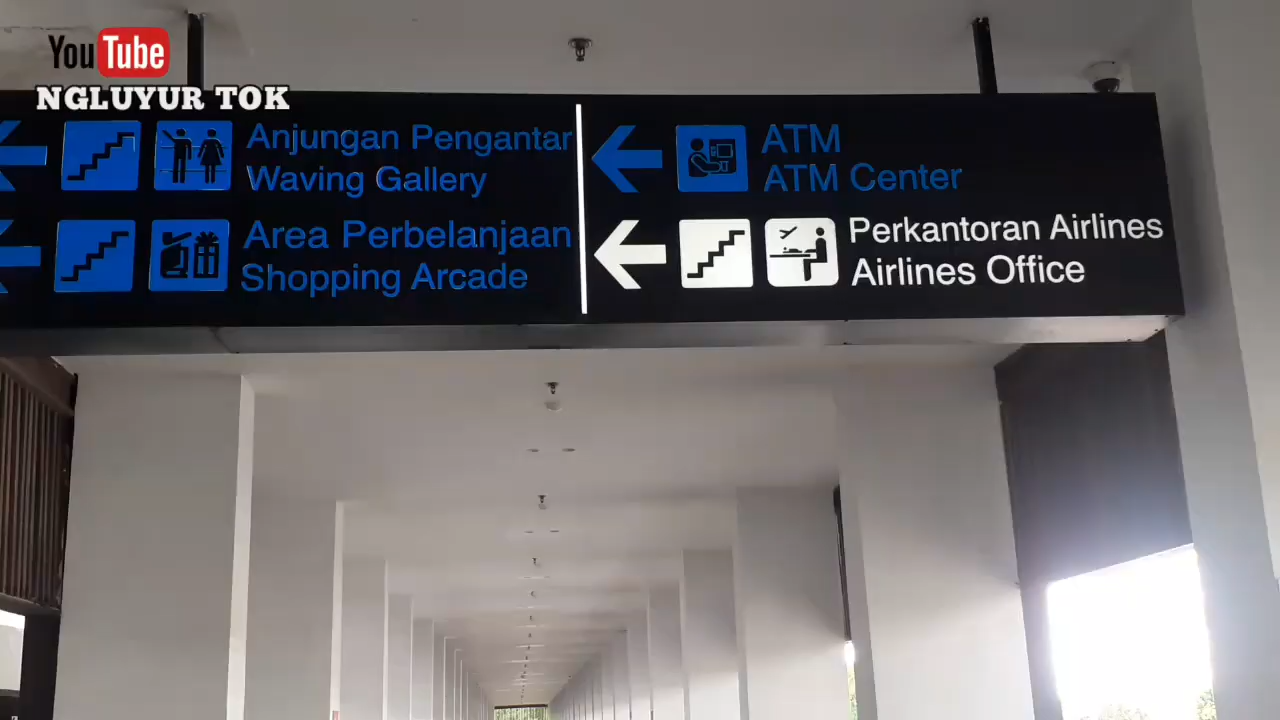 YouTube
NGLUYUR TOK
Anjungan Pengantar
Waving Gallery
Area Perbelanjaan
Shopping Arcade
ATM
ATM Center
Perkantoran Airlines
Airlines Office